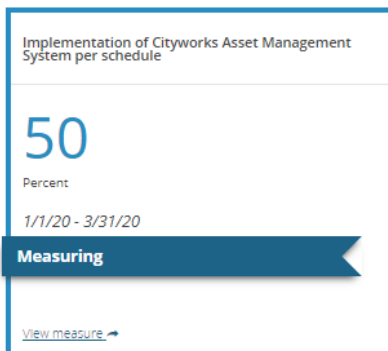 Implementation of Cityworks Asset Management
System per schedule
50
Percent
1/1/20 - 3/31/20
Measuring
View measure